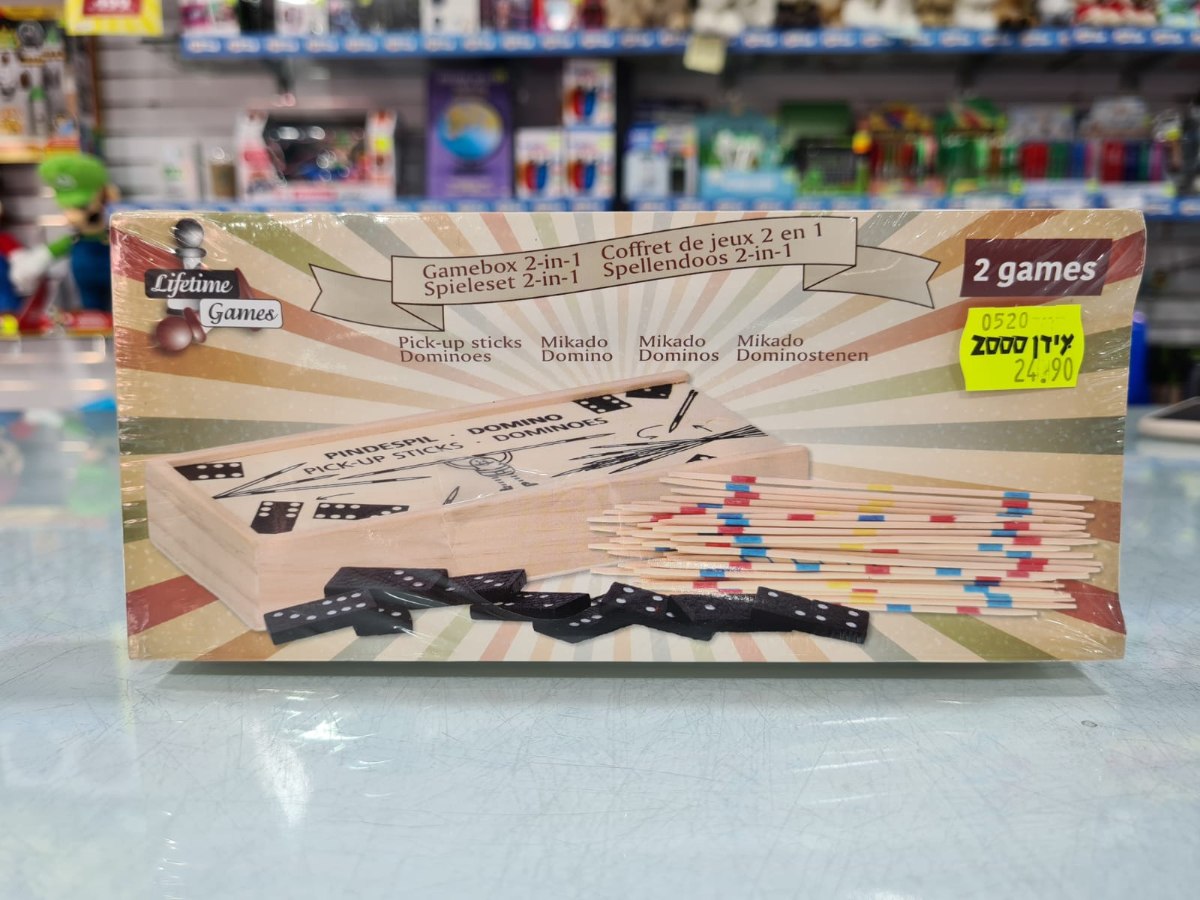 Lifetime
Games
Gamebox 2-in-1
Spieleset 2-in-1
Coffret de jeux 2 en 1
Spellendoos 2-in-1
2 games
Pick-up sticks
Dominoes
Mikado
Domino
Mikado
Dominos
Mikado
Dominostenen
0520
עידן 2000
24.90
PINDESPIL · DOMINO
PICK-UP STICKS · DOMINOES